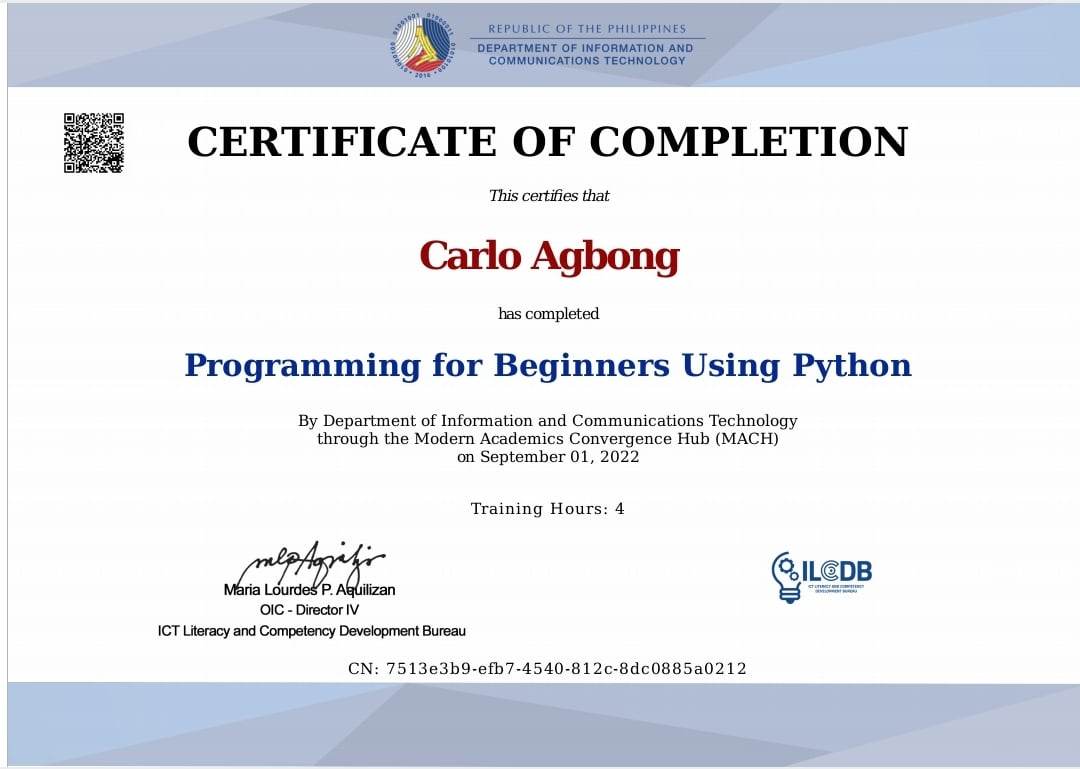 REPUBLIC OF THE PHILIPPINES
DEPARTMENT OF INFORMATION AND
COMMUNICATIONS TECHNOLOGY
2016
CERTIFICATE OF COMPLETION
This certifies that
Carlo Agbong
has completed
Programming for Beginners Using Python
By Department of Information and Communications Technology
through the Modern Academics Convergence Hub (MACH)
on September 01, 2022
Training Hours: 4
Maria Lourdes P. Aquilizan
OIC - Director IV
ICT Literacy and Competency Development Bureau
ILCDB
ICT LITERACY AND COMPETENCY
DEVELOPMENT BUREAU
CN: 7513e3b9-efb7-4540-812c-8dc0885a0212